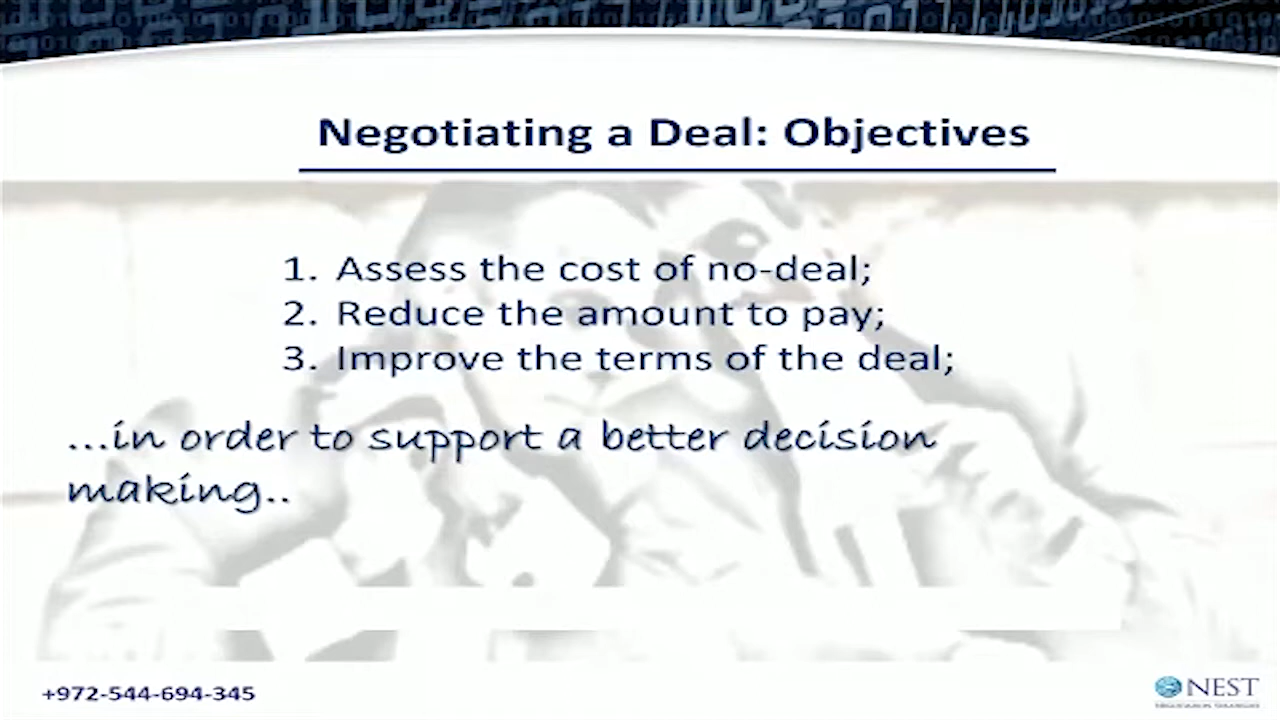 Negotiating a Deal: Objectives
1. Assess the cost of no-deal;
2. Reduce the amount to pay;
3. Improve the terms of the deal;
...in order to support a better decision
making..
+972-544-694-345
NEST